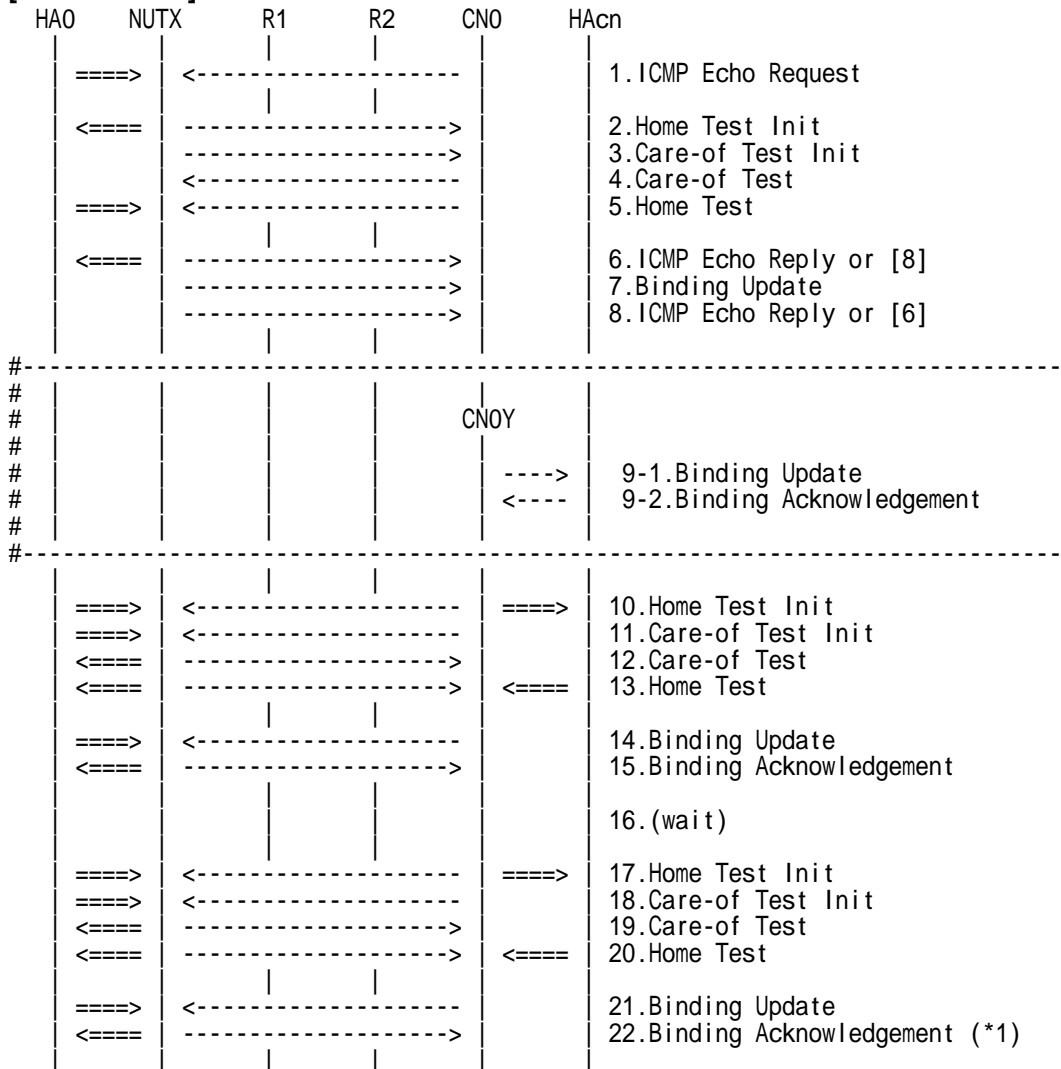 HA0 NUTX R1 R2 CN0 HAcn
====> <--------------------- 1.ICMP Echo Request
<==== ---------------------> 2.Home Test Init
---------------------> 3.Care-of Test Init
<--------------------- 4.Care-of Test
====> <--------------------- 5.Home Test
<==== ---------------------> 6.ICMP Echo Reply or [8]
---------------------> 7.Binding Update
---------------------> 8.ICMP Echo Reply or [6]
#
#
# CN0Y
#
# ----> 9-1.Binding Update
# <---- 9-2.Binding Acknowledgement
#
#
====> <--------------------- ====> 10.Home Test Init
====> <--------------------- 11.Care-of Test Init
<==== ---------------------> 12.Care-of Test
<==== ---------------------> <==== 13.Home Test
====> <--------------------- 14.Binding Update
<==== ---------------------> 15.Binding Acknowledgement
16.(wait)
====> <--------------------- ====> 17.Home Test Init
====> <--------------------- 18.Care-of Test Init
<==== ---------------------> 19.Care-of Test
<==== ---------------------> <==== 20.Home Test
====> <--------------------- 21.Binding Update
<==== ---------------------> 22.Binding Acknowledgement (*1)